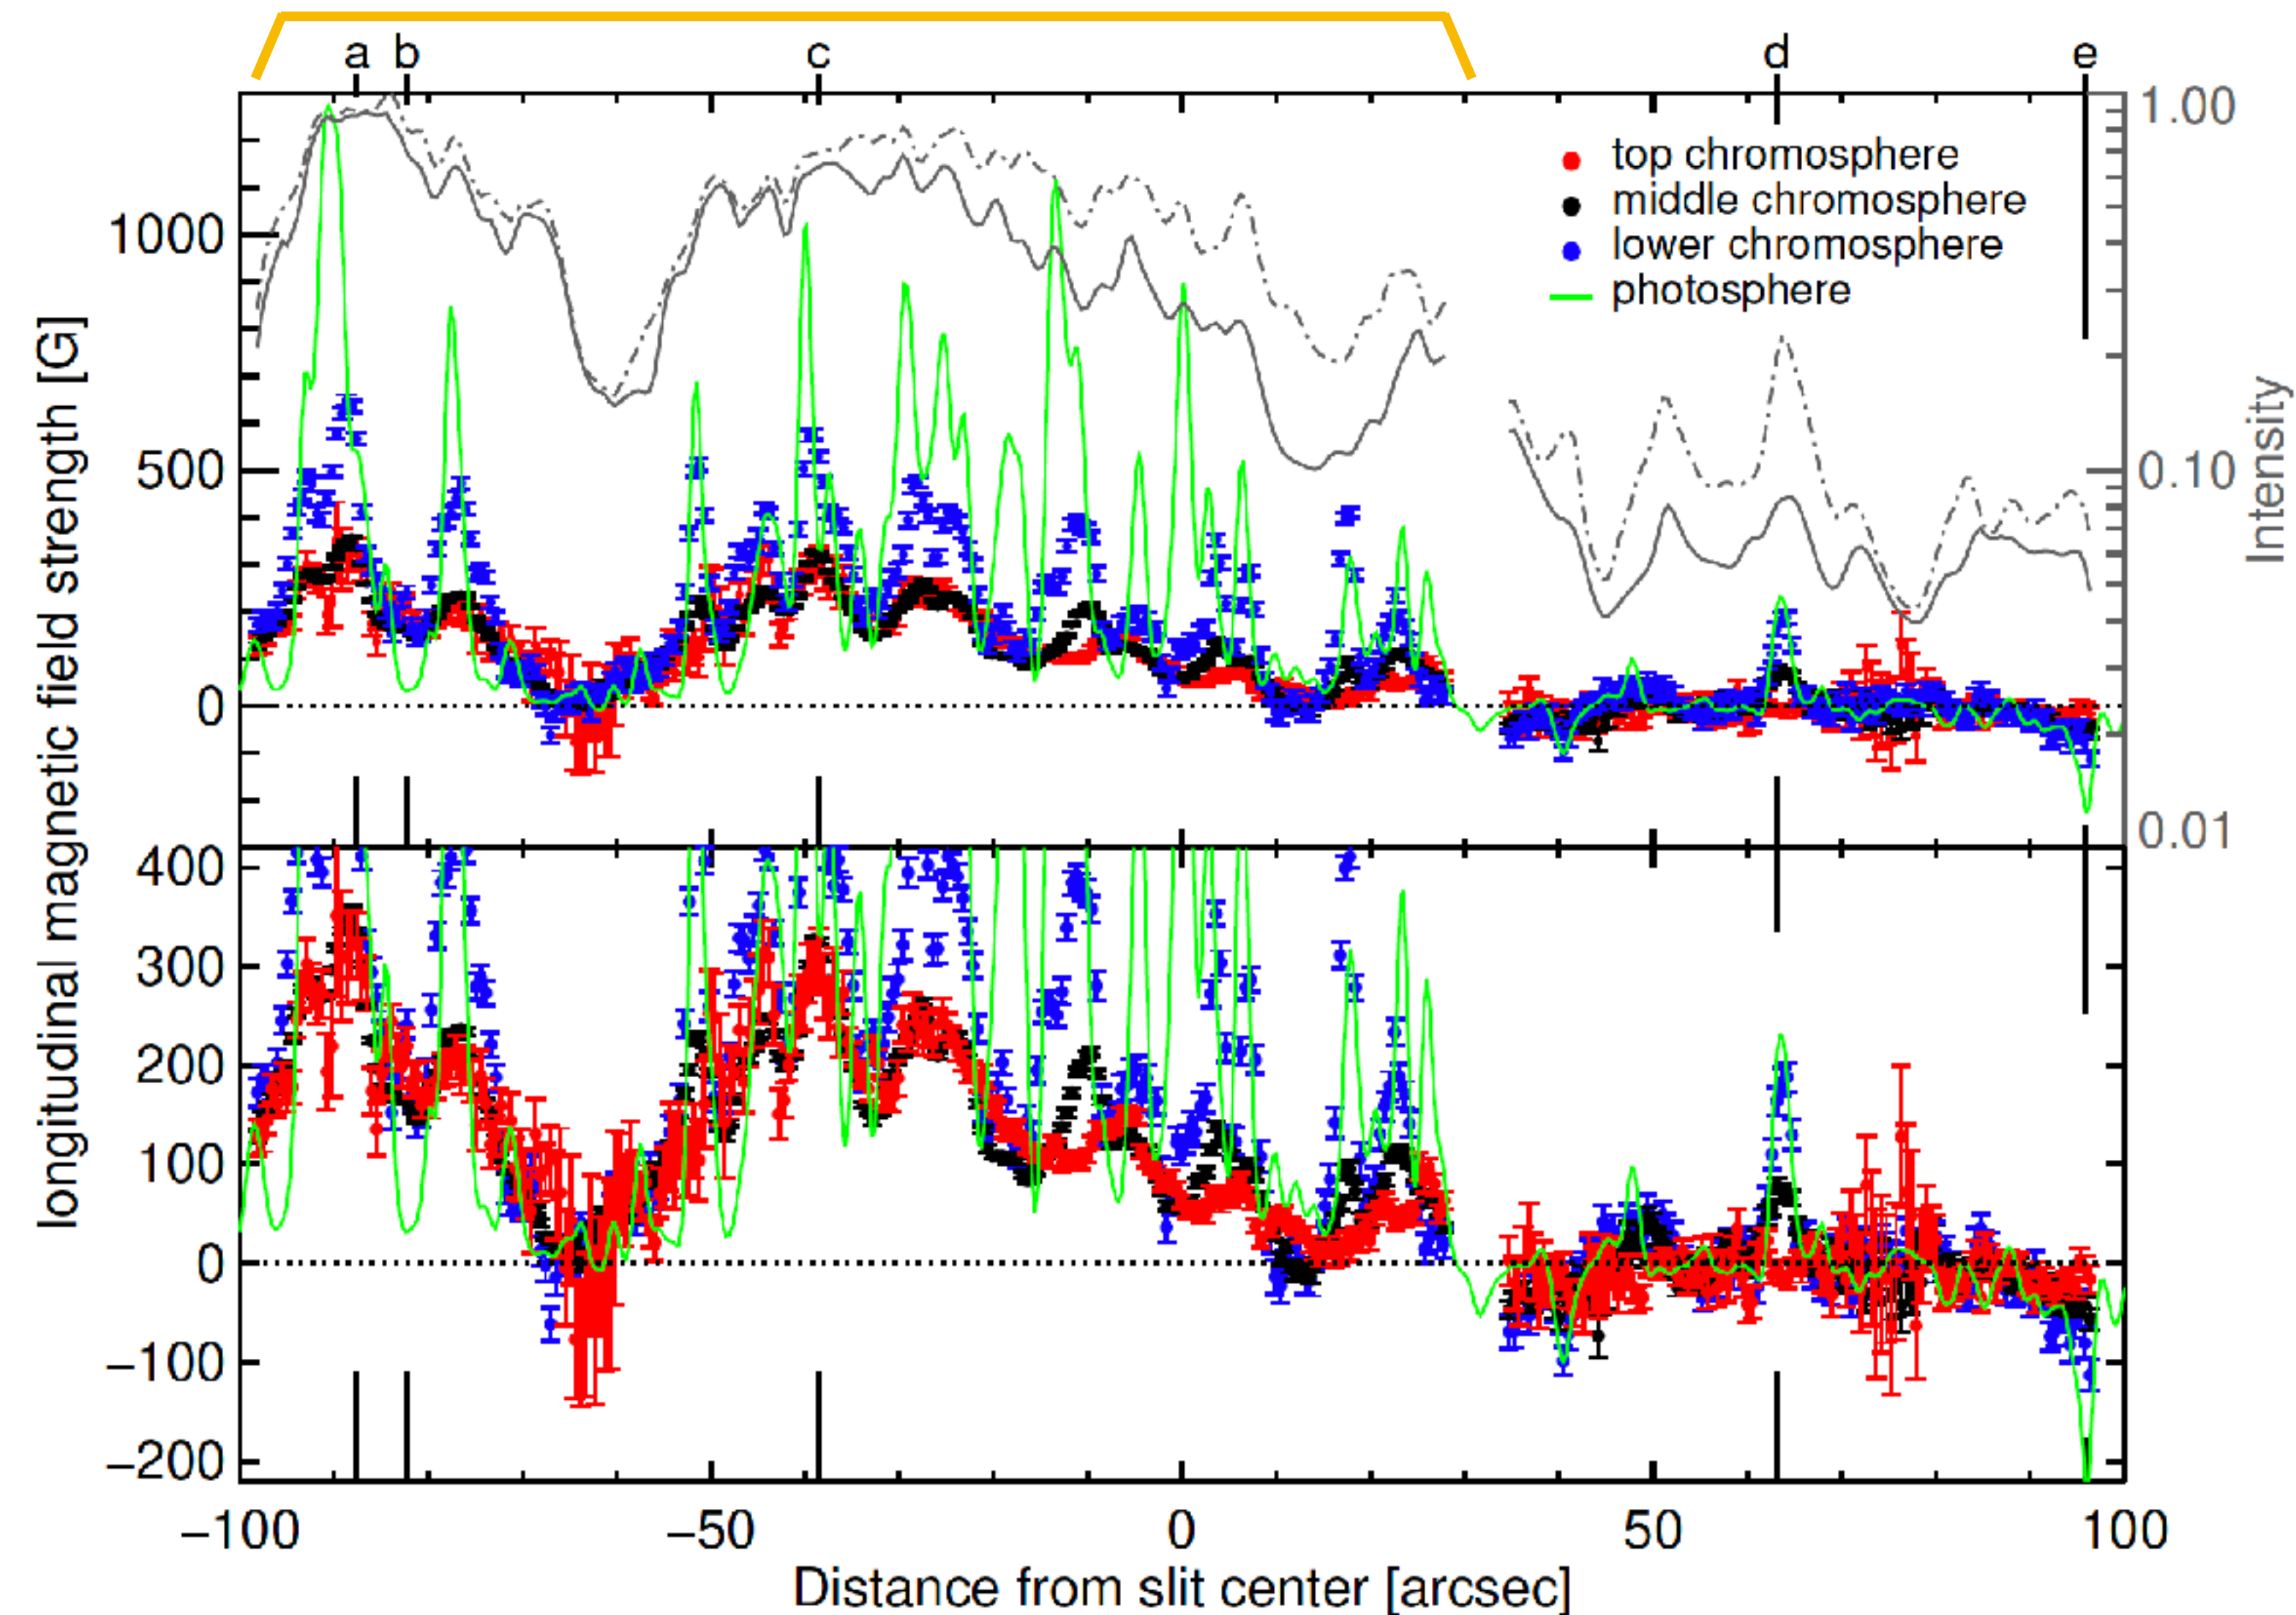 a b c d e
1.00
top chromosphere
middle chromosphere
lower chromosphere
photosphere
1000
500
0
0.10
0.01
Intensity
longitudinal magnetic field strength [G]
400
300
200
100
0
−100
−200
−100 −50 0 50 100
Distance from slit center [arcsec]